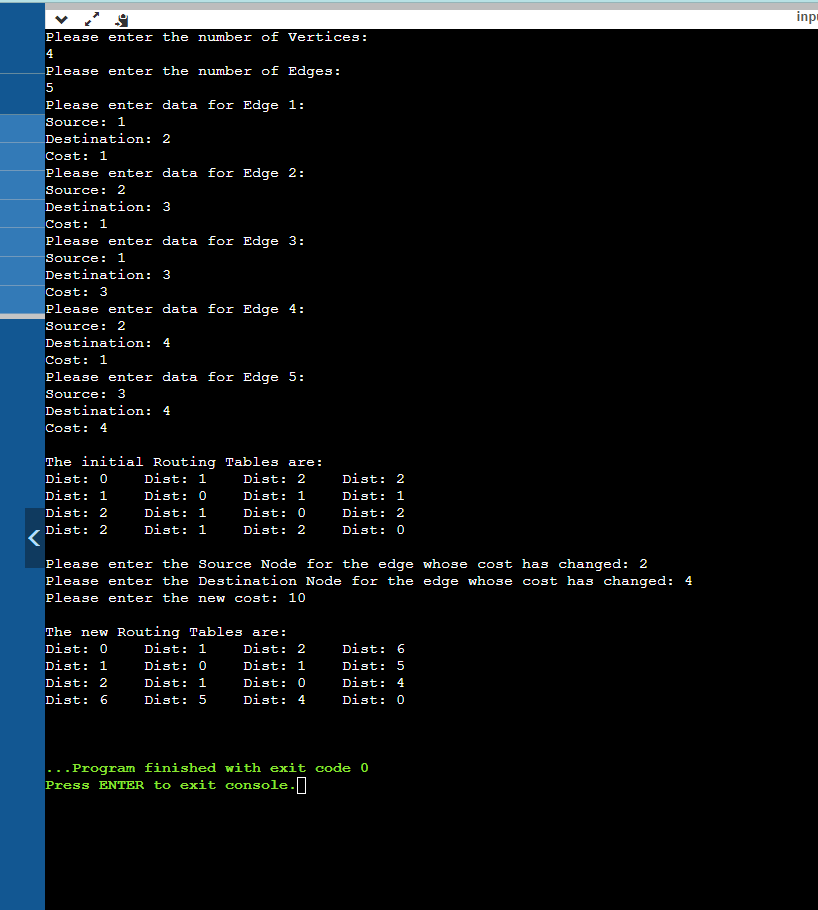 inp
Please enter the number of Vertices:
4
Please enter the number of Edges:
5
Please enter data for Edge 1:
Source: 1
Destination: 2
Cost: 1
Please enter data for Edge 2:
Source: 2
Destination: 3
Cost: 1
Please enter data for Edge 3:
Source: 1
Destination: 3
Cost: 3
Please enter data for Edge 4:
Source: 2
Destination: 4
Cost: 1
Please enter data for Edge 5:
Source: 3
Destination: 4
Cost: 4
The initial Routing Tables are:
Dist: 0    Dist: 1    Dist: 2    Dist: 2
Dist: 1    Dist: 0    Dist: 1    Dist: 1
Dist: 2    Dist: 1    Dist: 0    Dist: 2
Dist: 2    Dist: 1    Dist: 2    Dist: 0
Please enter the Source Node for the edge whose cost has changed: 2
Please enter the Destination Node for the edge whose cost has changed: 4
Please enter the new cost: 10
The new Routing Tables are:
Dist: 0    Dist: 1    Dist: 2    Dist: 6
Dist: 1    Dist: 0    Dist: 1    Dist: 5
Dist: 2    Dist: 1    Dist: 0    Dist: 4
Dist: 6    Dist: 5    Dist: 4    Dist: 0
...Program finished with exit code 0
Press ENTER to exit console.